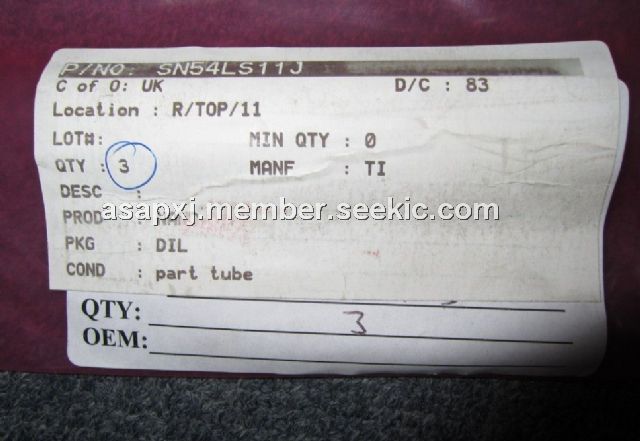 P/NO: SN54LS11J
C of O: UK D/C : 83
Location : R/TOP/11
LOT#: MIN QTY : 0
QTY : 3 MANF : TI
DESC :
PROD :
asapxj.member.seekic.com
PKG : DIL
COND : part tube
QTY: 3
OEM: